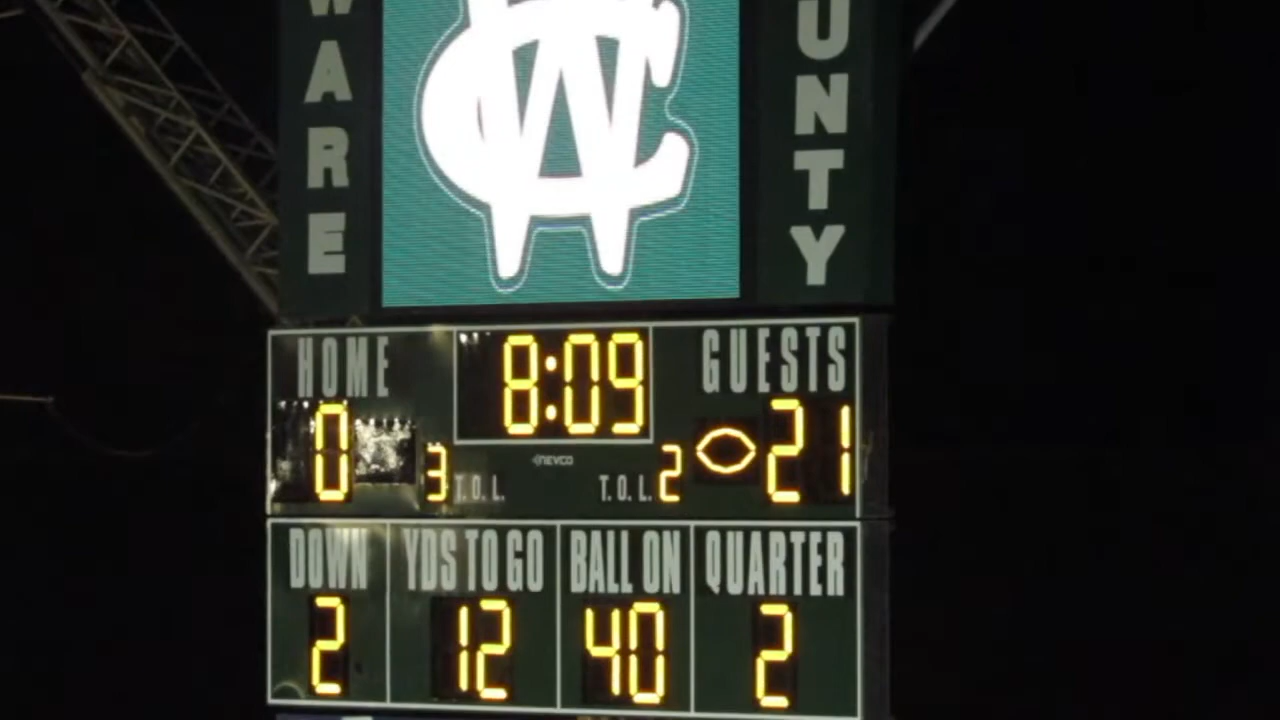 WARE
UNTY
WC
HOME
8:09
GUESTS
0
3
T.O.L.
NEVCO
T.O.L.
2
21
DOWN
YDS TO GO
BALL ON
QUARTER
2
12
40
2